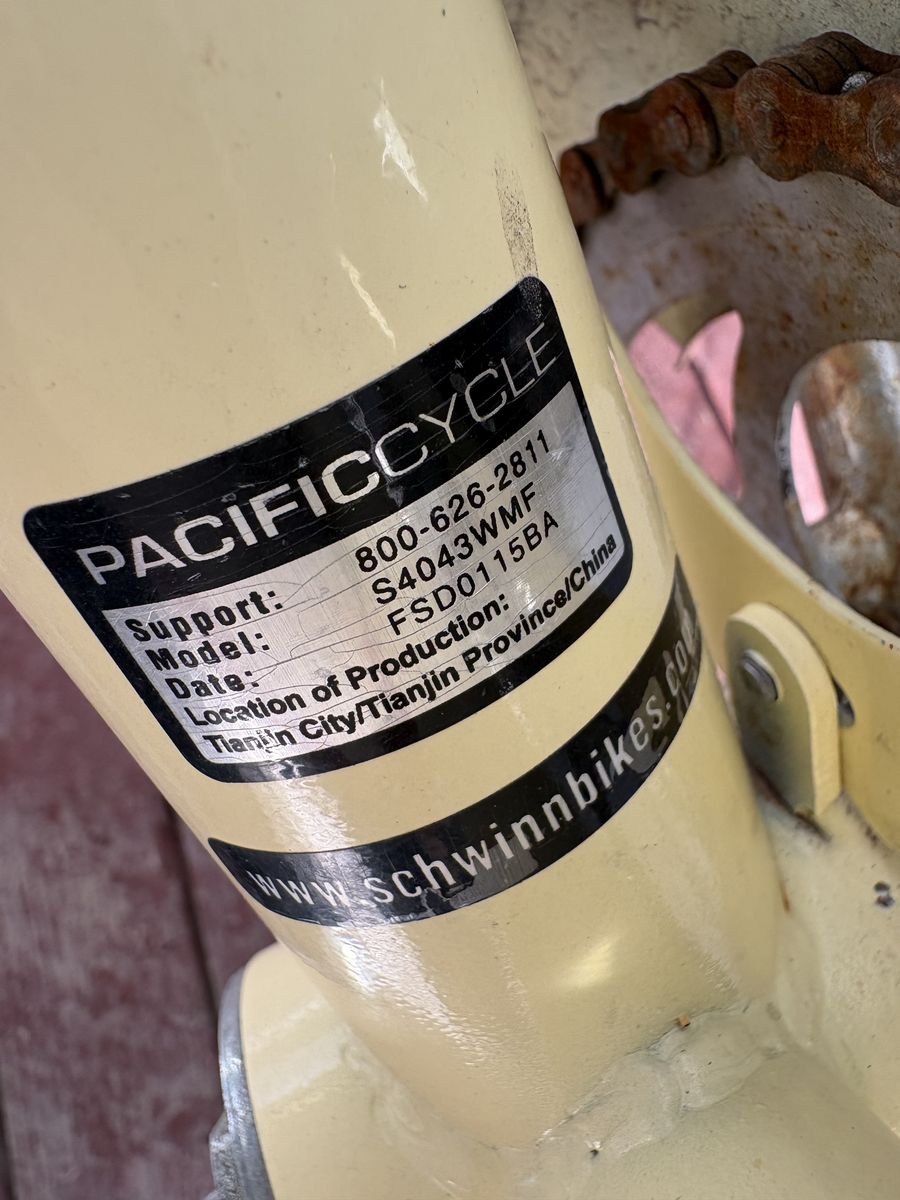 PACIFICCYCLE
Support: 800-626-2811
Model: S4043WMF
Date: FSD0115BA
Location of Production:
Tianjin City/Tianjin Province/China
www.schwinnbikes.com